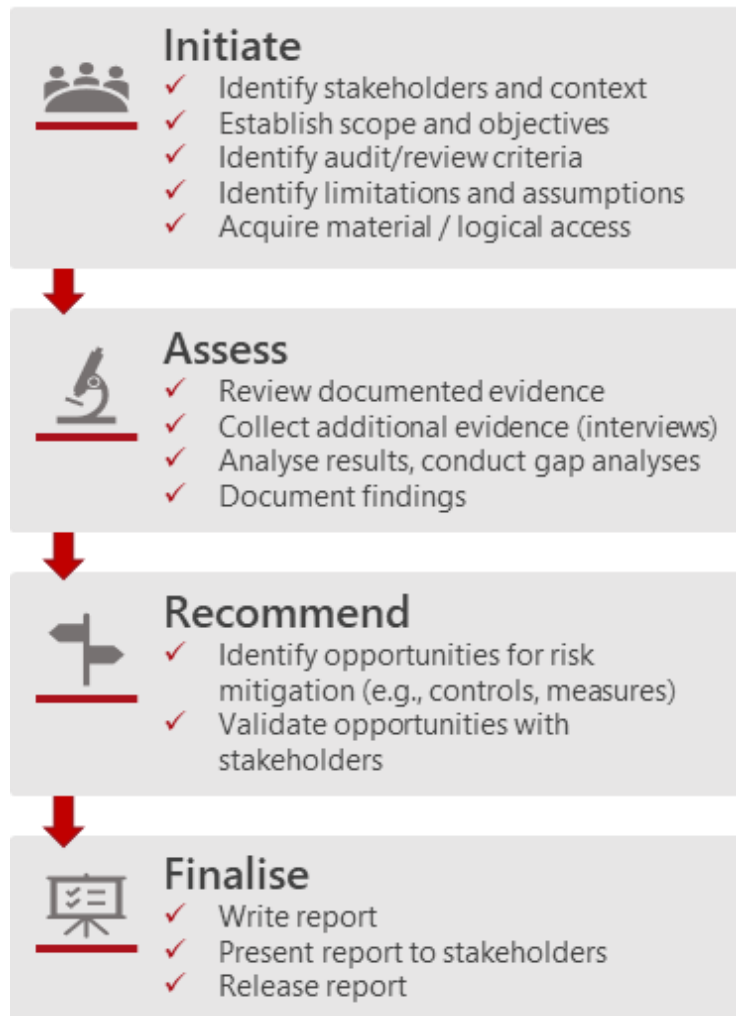 Initiate
✓ Identify stakeholders and context
✓ Establish scope and objectives
✓ Identify audit/review criteria
✓ Identify limitations and assumptions
✓ Acquire material / logical access
Assess
✓ Review documented evidence
✓ Collect additional evidence (interviews)
✓ Analyse results, conduct gap analyses
✓ Document findings
Recommend
✓ Identify opportunities for risk
mitigation (e.g., controls, measures)
✓ Validate opportunities with
stakeholders
Finalise
✓ Write report
✓ Present report to stakeholders
✓ Release report